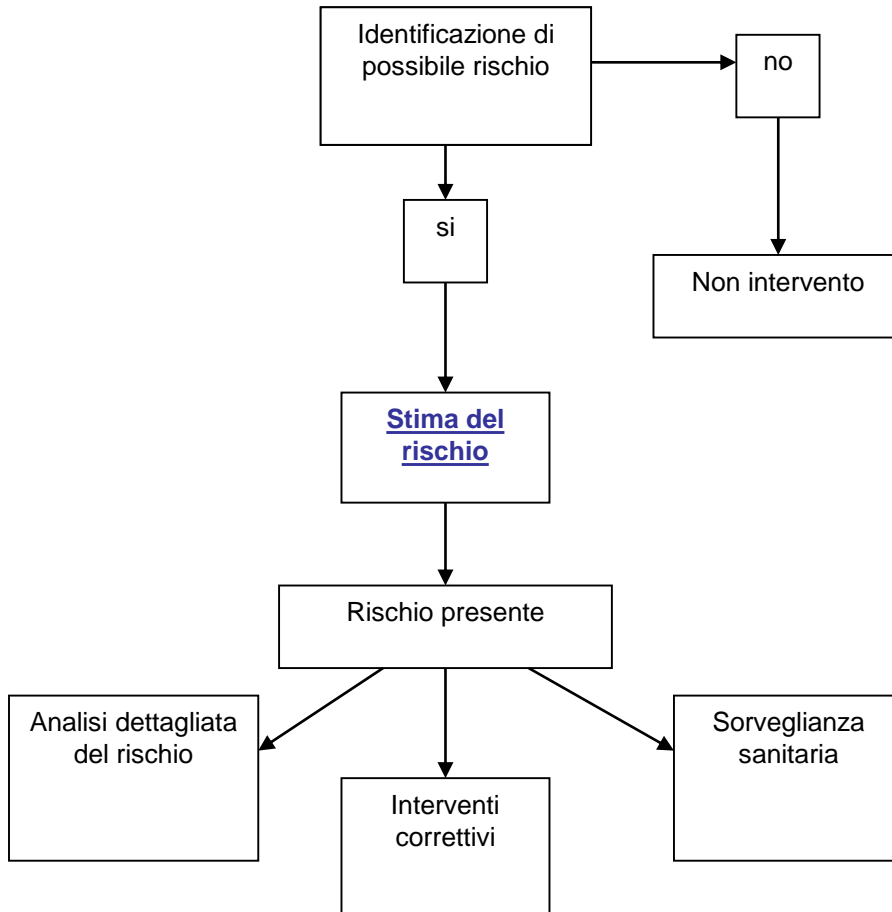 Identificazione di
possibile rischio
no
si
Non intervento
Stima del
rischio
Rischio presente
Analisi dettagliata
del rischio
Interventi
correttivi
Sorveglianza
sanitaria